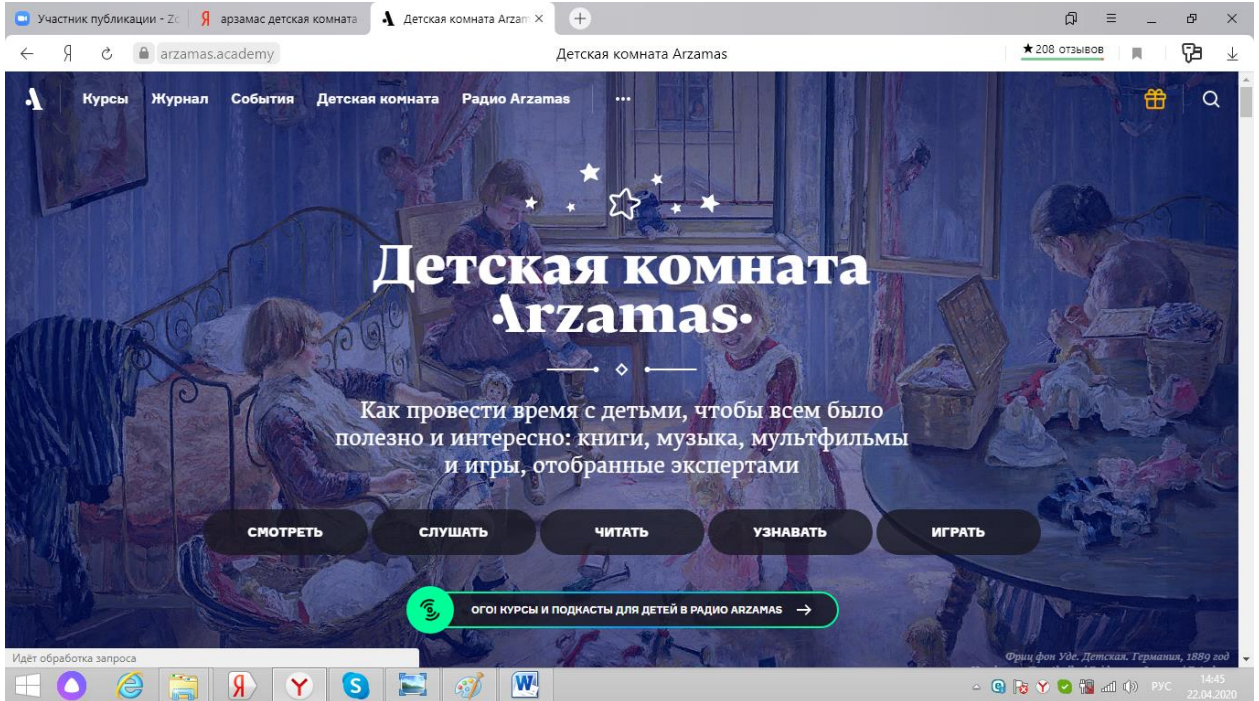 Участник публикации - Zo
Я арзамас детская комната
Детская комната Arzam
Я
arzamas.academy
Детская комната Arzamas
★ 208 отзывов
Курсы
Журнал
События
Детская комната
Радио Arzamas
•••
Детская комната
·Arzamas·
Как провести время с детьми, чтобы всем было
полезно и интересно: книги, музыка, мультфильмы
и игры, отобранные экспертами
СМОТРЕТЬ
СЛУШАТЬ
ЧИТАТЬ
УЗНАВАТЬ
ИГРАТЬ
ОГО! КУРСЫ И ПОДКАСТЫ ДЛЯ ДЕТЕЙ В РАДИО ARZAMAS →
Идёт обработка запроса
Фриц фон Уде. Детская. Германия, 1889 год
РУС
14:45
22.04.2020